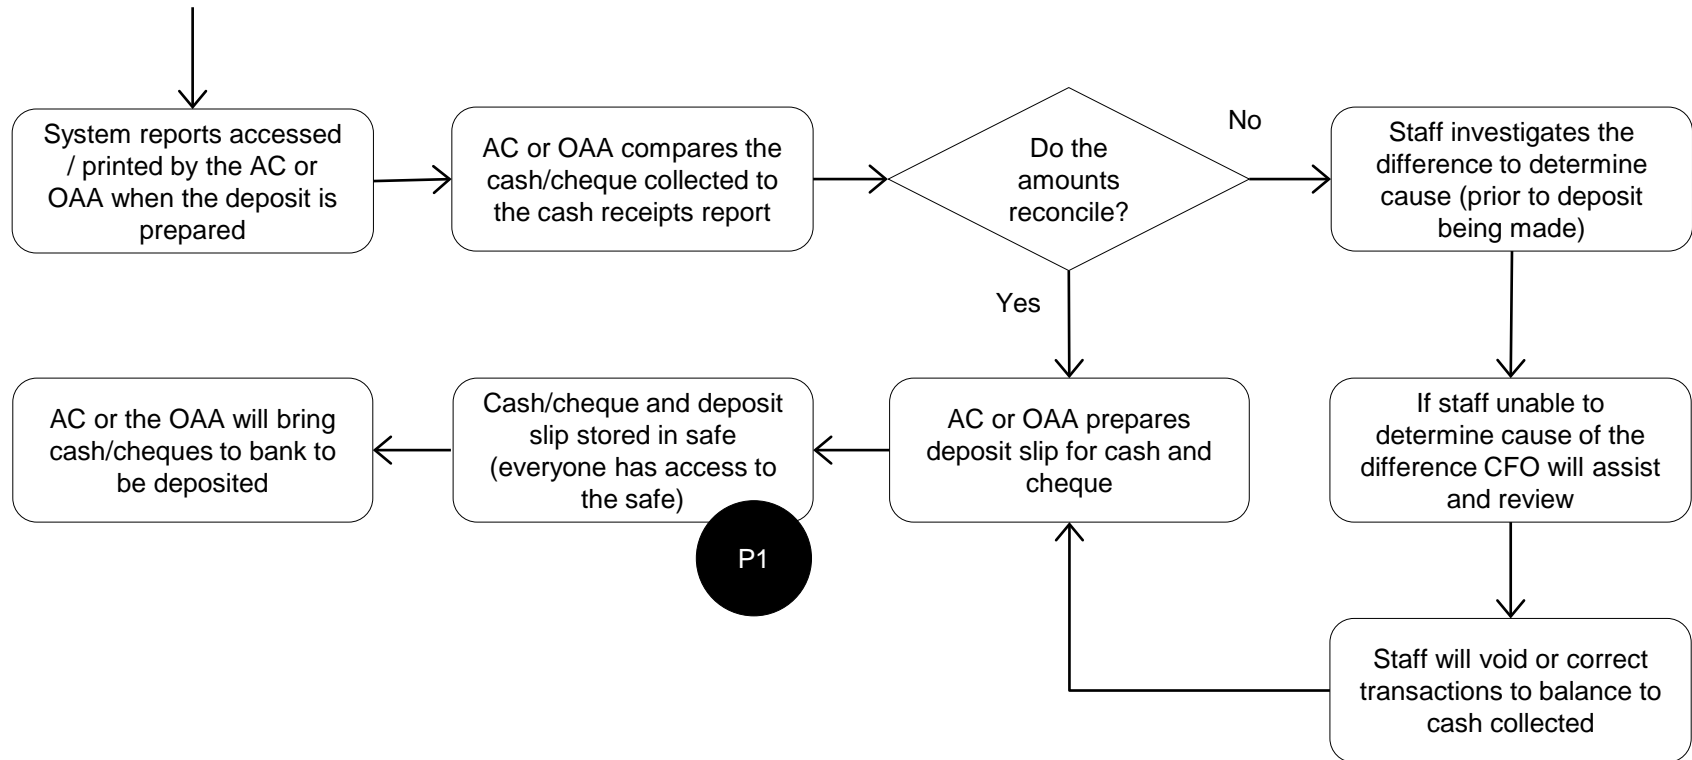 System reports accessed
/ printed by the AC or
OAA when the deposit is
prepared
AC or OAA compares the
cash/cheque collected to
the cash receipts report
Do the
amounts
reconcile?
No
Staff investigates the
difference to determine
cause (prior to deposit
being made)
Yes
AC or the OAA will bring
cash/cheques to bank to
be deposited
Cash/cheque and deposit
slip stored in safe
(everyone has access to
the safe)
P1
AC or OAA prepares
deposit slip for cash and
cheque
If staff unable to
determine cause of the
difference CFO will assist
and review
Staff will void or correct
transactions to balance to
cash collected